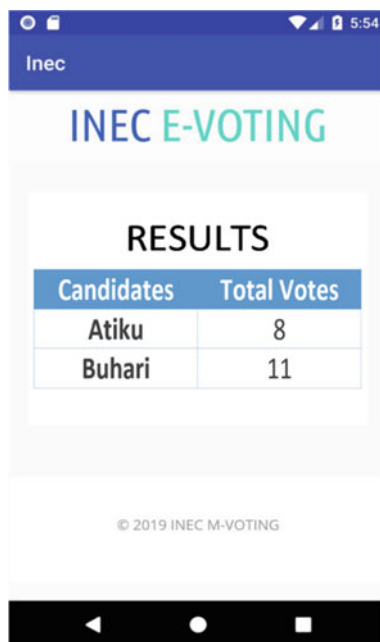 5:54
Inec
INEC E-VOTING
RESULTS
Candidates Total Votes
Atiku 8
Buhari 11
© 2019 INEC M-VOTING